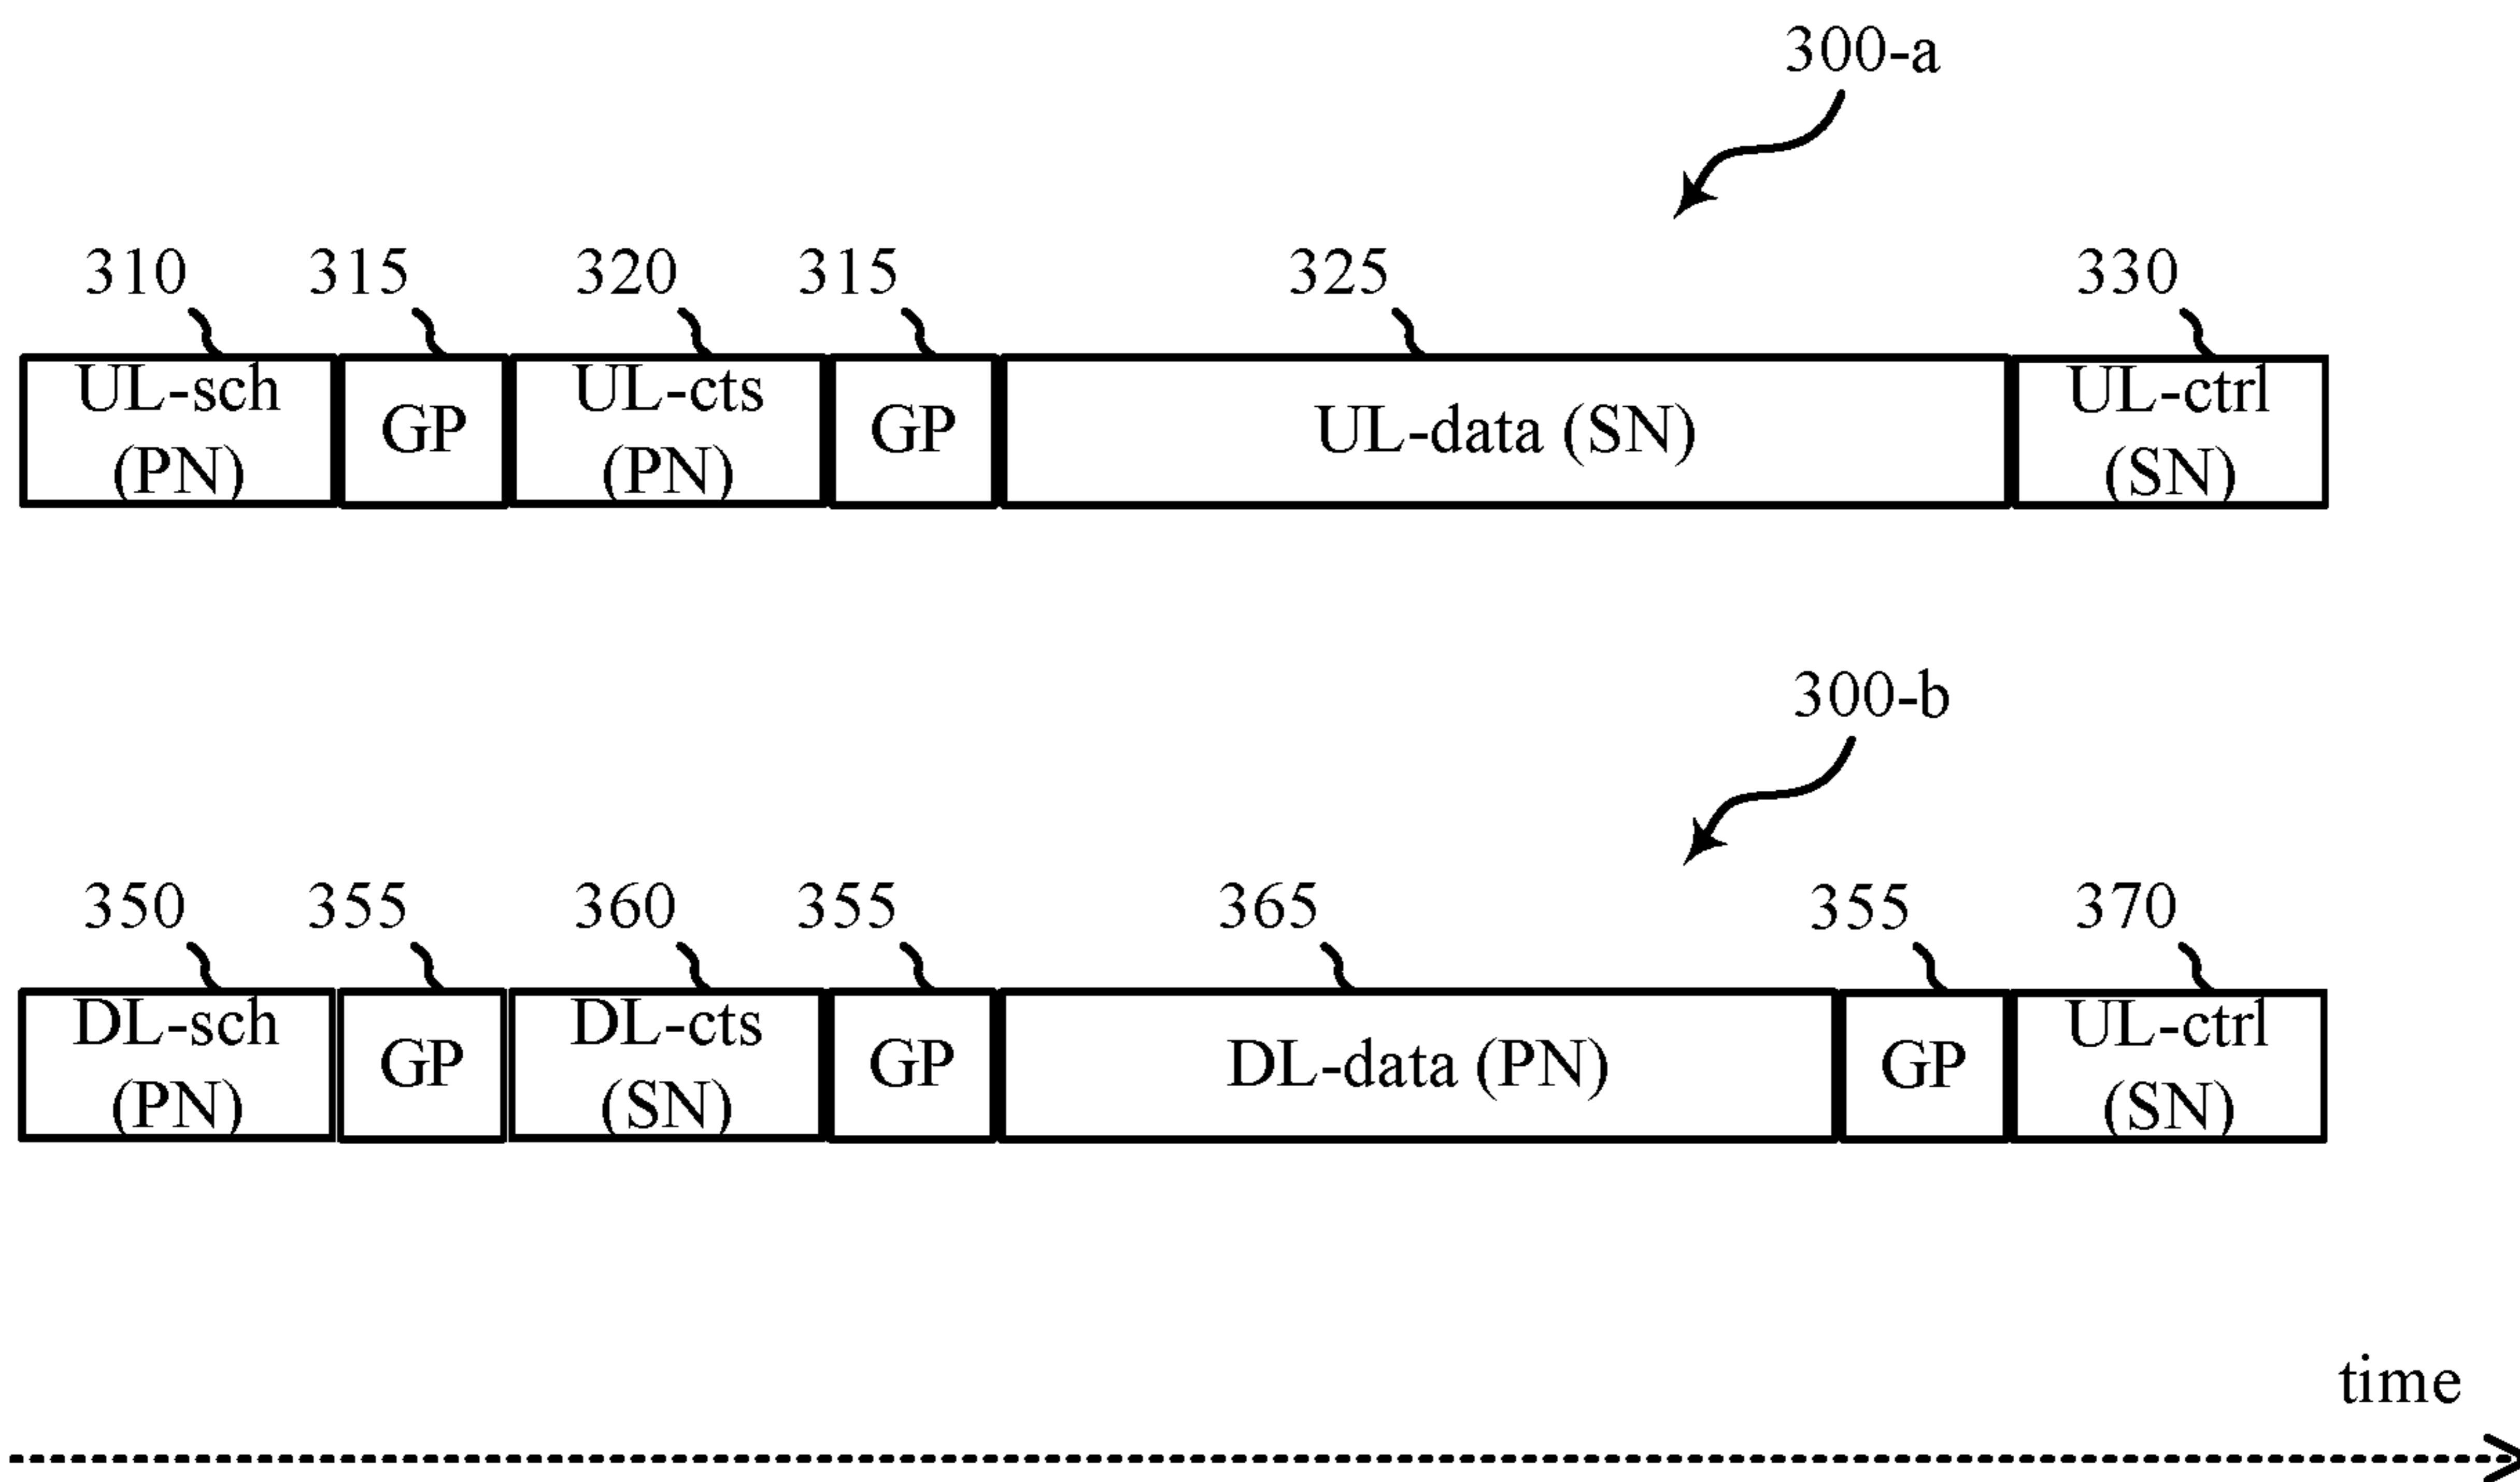 300-a
310 315 320 315 325 330
UL-sch (PN) GP UL-cts (PN) GP UL-data (SN) UL-ctrl (SN)
300-b
350 355 360 355 365 355 370
DL-sch (PN) GP DL-cts (SN) GP DL-data (PN) GP UL-ctrl (SN)
time